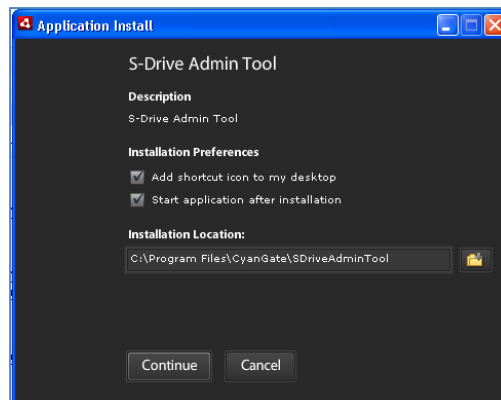 Application Install
S-Drive Admin Tool
Description
S-Drive Admin Tool
Installation Preferences
Add shortcut icon to my desktop
Start application after installation
Installation Location:
C:\Program Files\CyanGate\SDriveAdminTool
Continue
Cancel